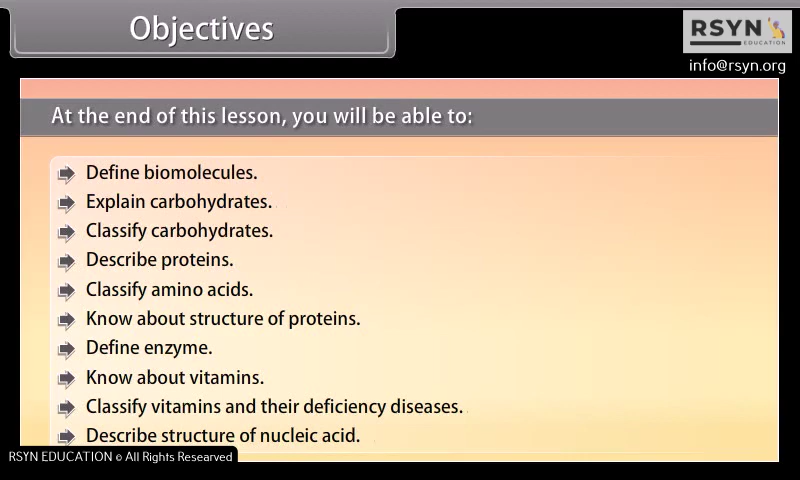 Objectives
RSYN
EDUCATION
info@rsyn.org
At the end of this lesson, you will be able to:
Define biomolecules.
Explain carbohydrates.
Classify carbohydrates.
Describe proteins.
Classify amino acids.
Know about structure of proteins.
Define enzyme.
Know about vitamins.
Classify vitamins and their deficiency diseases.
Describe structure of nucleic acid.
RSYN EDUCATION © All Rights Researved